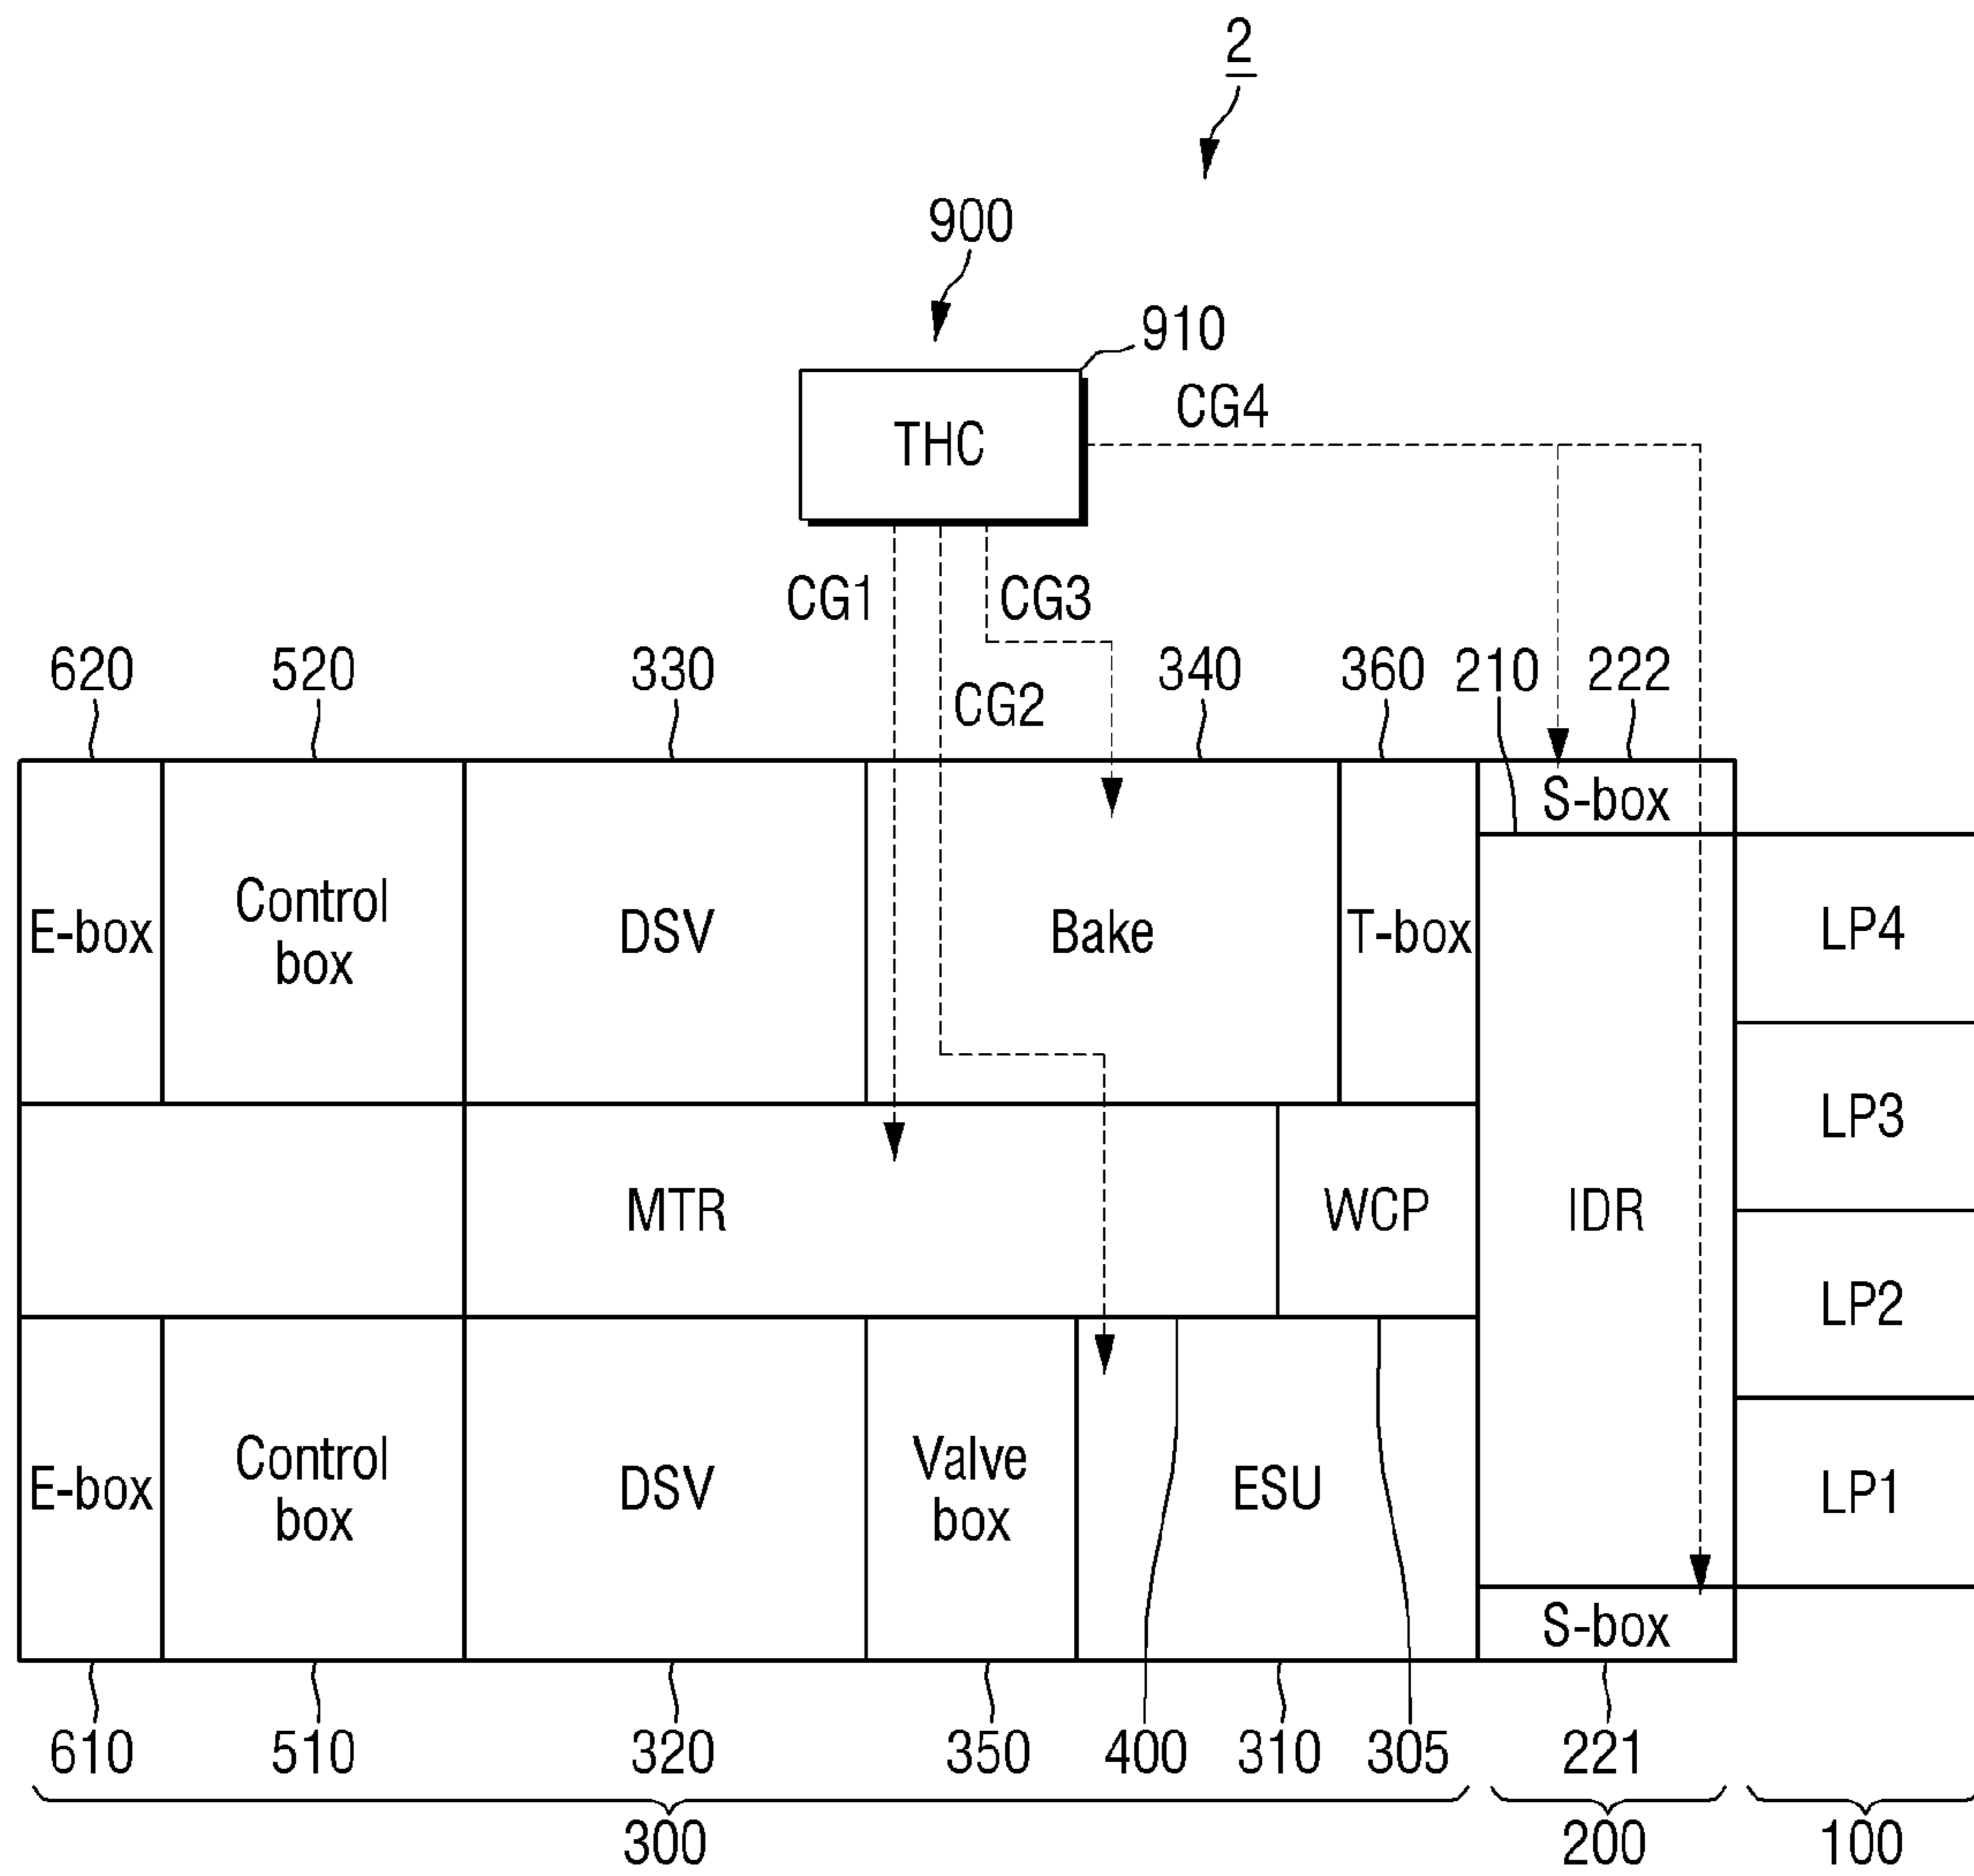 2
900
910
THC
CG4
CG1
CG3
CG2
620
520
330
340
360
210
222
S-box
E-box
Control
box
DSV
Bake
T-box
LP4
LP3
MTR
WCP
IDR
LP2
E-box
Control
box
DSV
Valve
box
ESU
LP1
S-box
610
510
320
350
400
310
305
221
300
200
100